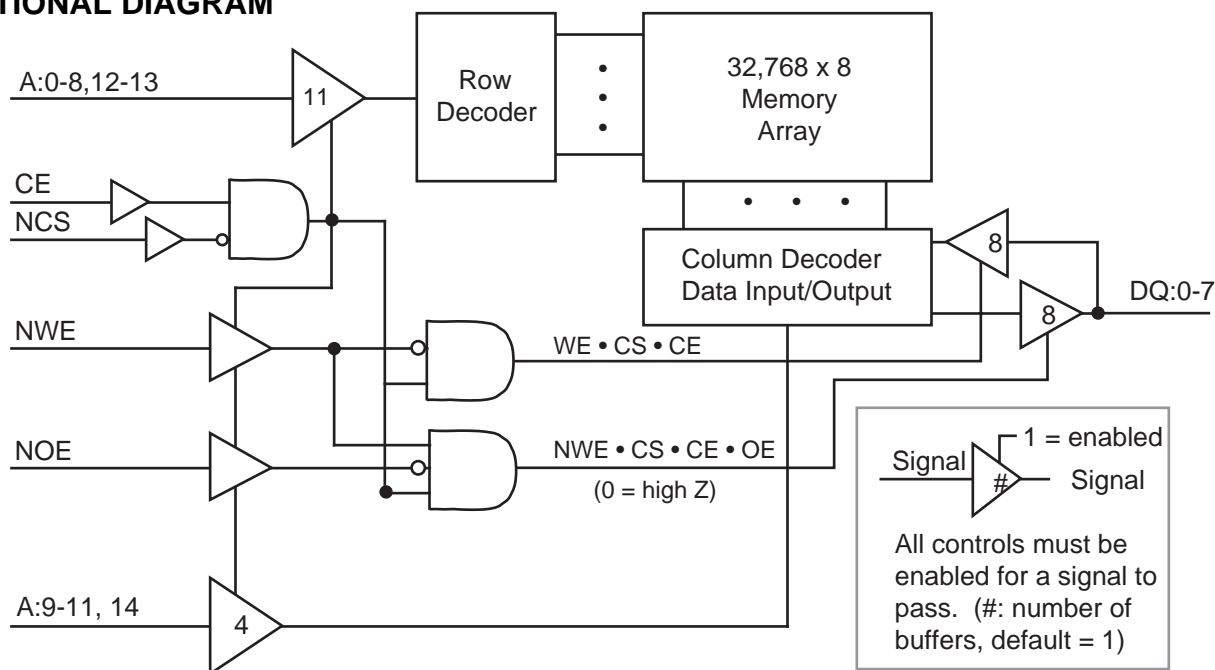 TIONAL DIAGRAM
A:0-8,12-13
11
Row
Decoder
32,768 x 8
Memory
Array
CE
NCS
Column Decoder
Data Input/Output
8
8
DQ:0-7
NWE
WE • CS • CE
NOE
NWE • CS • CE • OE
(0 = high Z)
A:9-11, 14
4
1 = enabled
Signal
#
Signal
All controls must be
enabled for a signal to
pass. (#: number of
buffers, default = 1)